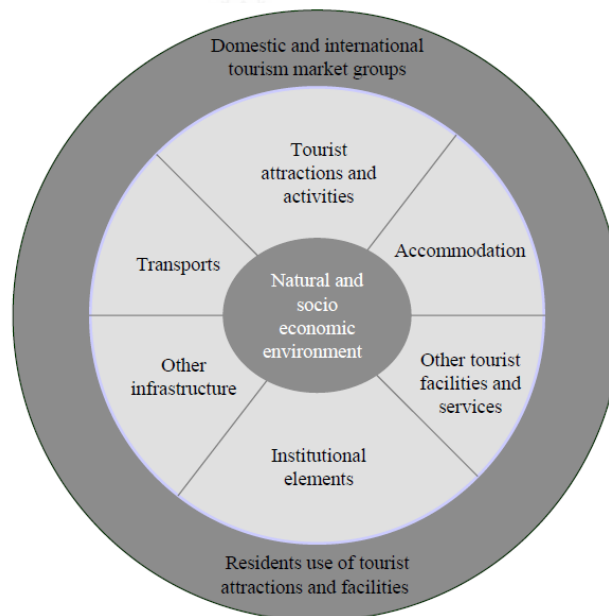 Domestic and international
tourism market groups
Tourist
attractions and
activities
Accommodation
Transports
Natural and
socio
economic
environment
Other
infrastructure
Other tourist
facilities and
services
Institutional
elements
Residents use of tourist
attractions and facilities